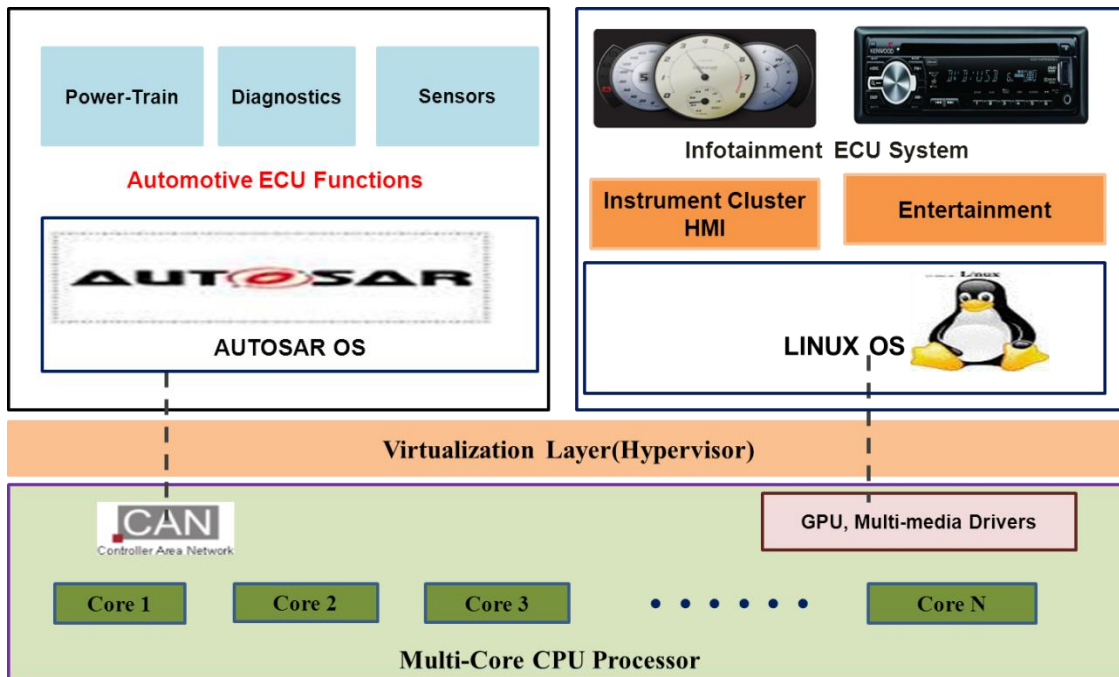 Power-Train
Diagnostics
Sensors
Automotive ECU Functions
AUTOSAR
AUTOSAR OS
KENWOOD
Infotainment ECU System
Instrument Cluster
HMI
Entertainment
Linux
LINUX OS
Virtualization Layer(Hypervisor)
CAN
Controller Area Network
GPU, Multi-media Drivers
Core 1
Core 2
Core 3
Core N
Multi-Core CPU Processor